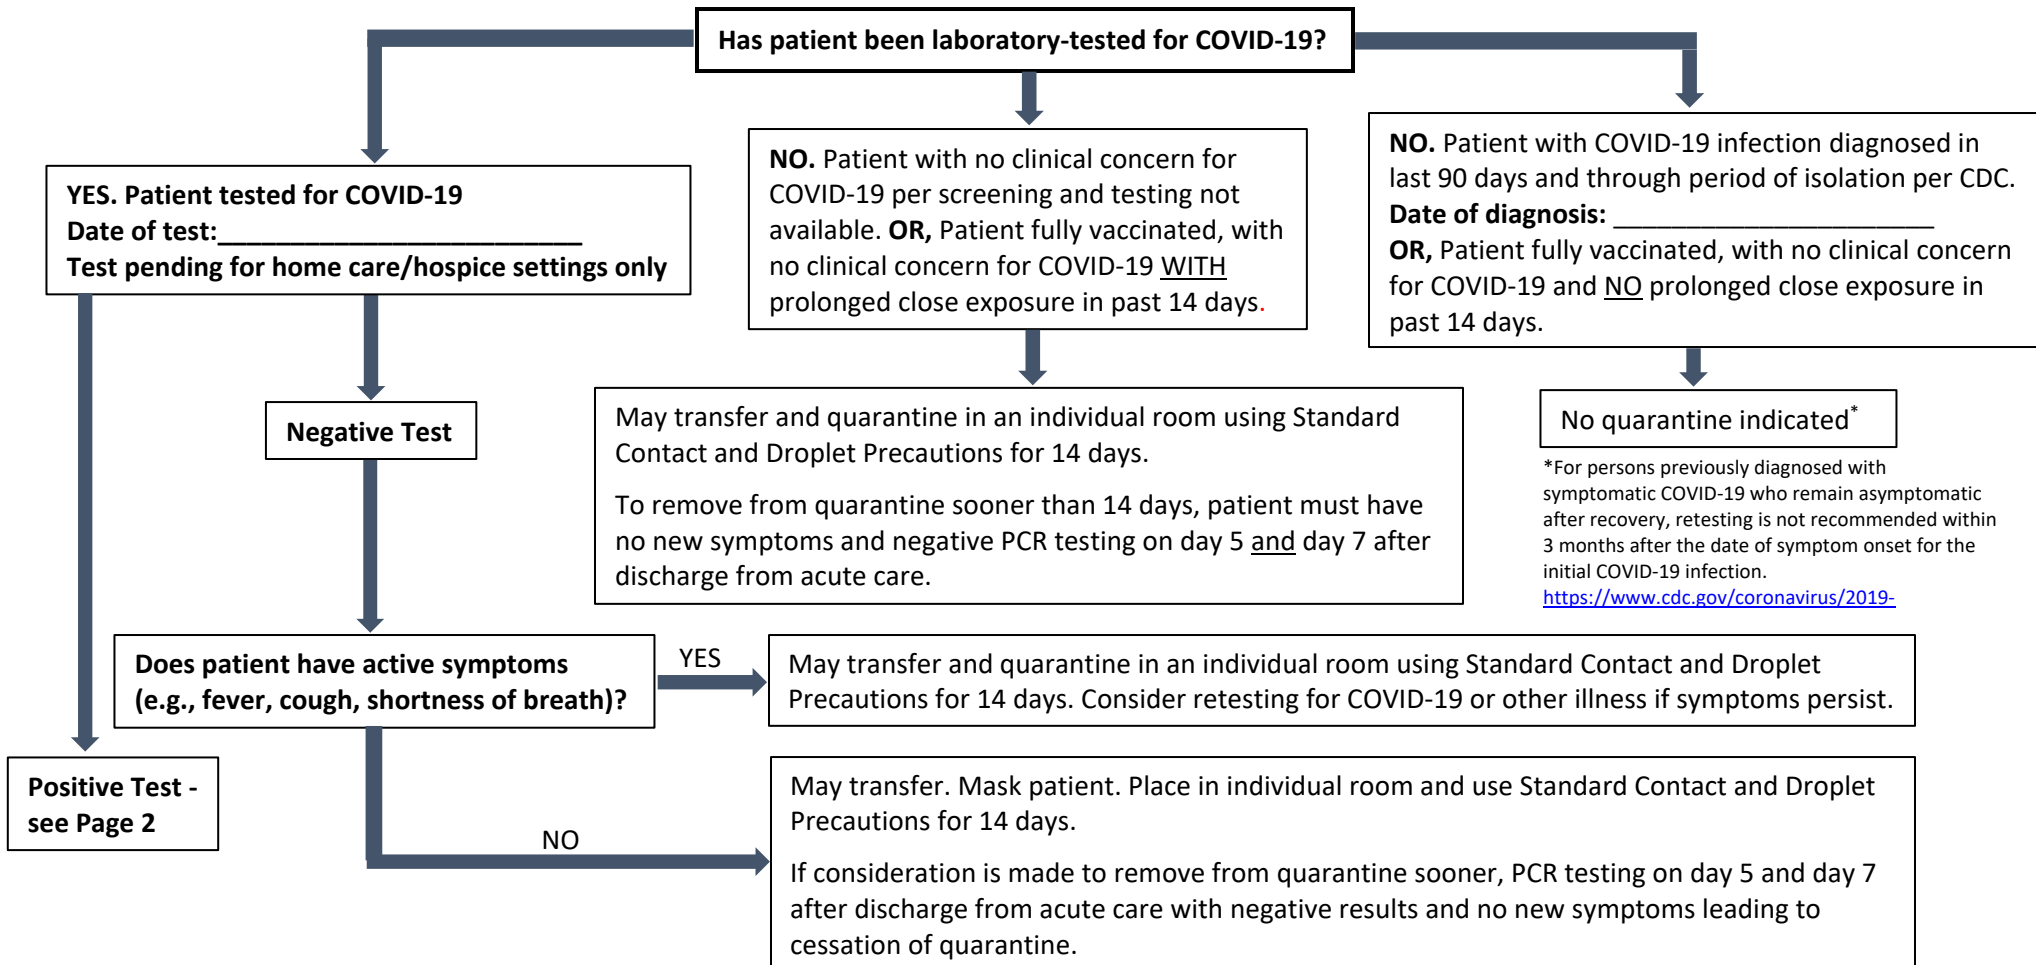 Has patient been laboratory-tested for COVID-19?
YES. Patient tested for COVID-19
Date of test:_________________________
Test pending for home care/hospice settings only
NO. Patient with no clinical concern for
COVID-19 per screening and testing not
available. OR, Patient fully vaccinated, with
no clinical concern for COVID-19 WITH
prolonged close exposure in past 14 days.
NO. Patient with COVID-19 infection diagnosed in
last 90 days and through period of isolation per CDC.
Date of diagnosis: ______________________
OR, Patient fully vaccinated, with no clinical concern
for COVID-19 and NO prolonged close exposure in
past 14 days.
Negative Test
May transfer and quarantine in an individual room using Standard
Contact and Droplet Precautions for 14 days.
To remove from quarantine sooner than 14 days, patient must have
no new symptoms and negative PCR testing on day 5 and day 7 after
discharge from acute care.
No quarantine indicated*
*For persons previously diagnosed with
symptomatic COVID-19 who remain asymptomatic
after recovery, retesting is not recommended within
3 months after the date of symptom onset for the
initial COVID-19 infection.
https://www.cdc.gov/coronavirus/2019-
Does patient have active symptoms
(e.g., fever, cough, shortness of breath)?
YES
May transfer and quarantine in an individual room using Standard Contact and Droplet
Precautions for 14 days. Consider retesting for COVID-19 or other illness if symptoms persist.
Positive Test -
see Page 2
NO
May transfer. Mask patient. Place in individual room and use Standard Contact and Droplet
Precautions for 14 days.
If consideration is made to remove from quarantine sooner, PCR testing on day 5 and day 7
after discharge from acute care with negative results and no new symptoms leading to
cessation of quarantine.